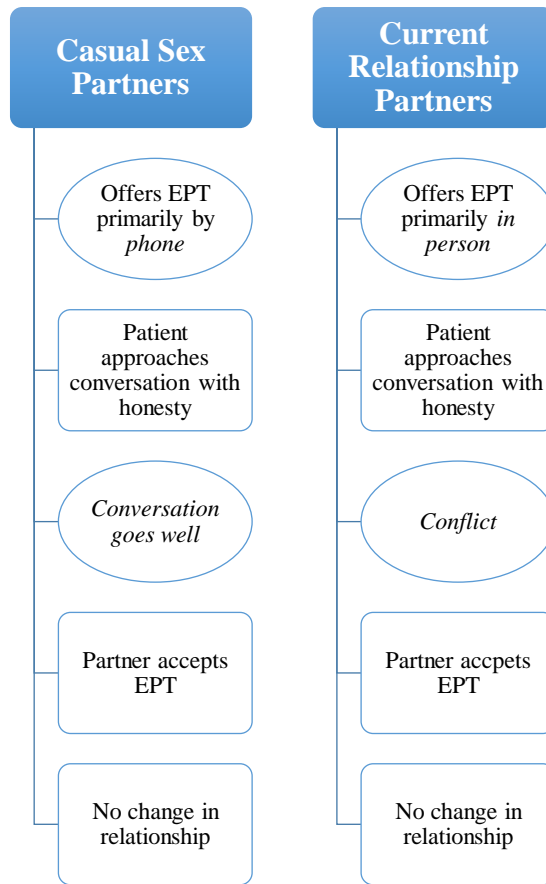 Casual Sex
Partners
Offers EPT
primarily by
phone
Patient
approaches
conversation with
honesty
Conversation
goes well
Partner accepts
EPT
No change in
relationship
Current
Relationship
Partners
Offers EPT
primarily in
person
Patient
approaches
conversation with
honesty
Conflict
Partner accpets
EPT
No change in
relationship